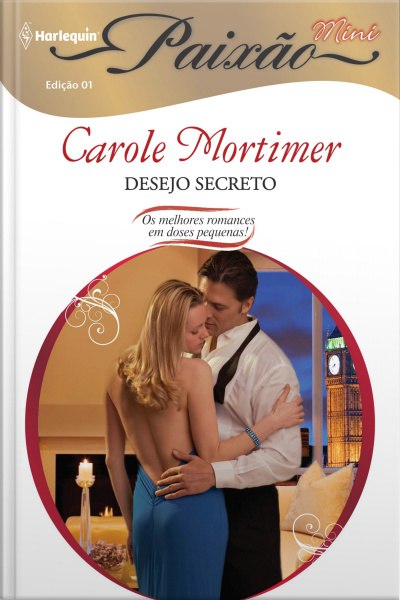 Harlequin®
Paixão
Mini
Edição 01
Carole Mortimer
DESEJO SECRETO
Os melhores romances
em doses pequenas!